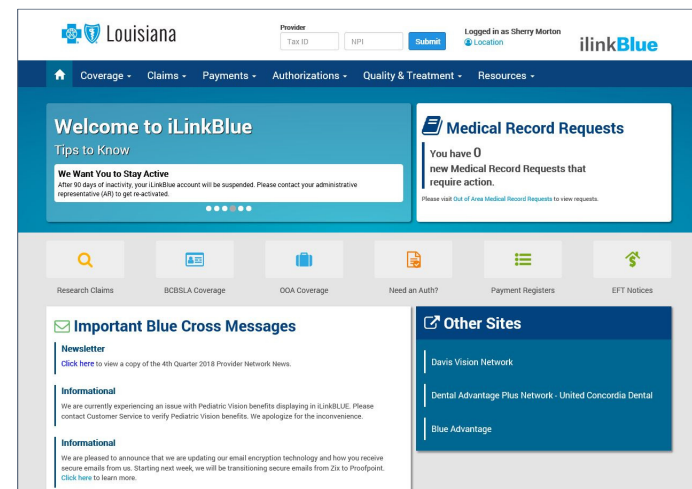 Louisiana
Provider
Tax ID
NPI
Submit
Logged in as Sherry Morton
Location
ilinkBlue
Coverage
Claims
Payments
Authorizations
Quality & Treatment
Resources
Welcome to iLinkBlue
Tips to Know
We Want You to Stay Active
After 90 days of inactivity, your iLinkBlue account will be suspended. Please contact your administrative
representative (AR) to get re-activated.
Medical Record Requests
You have 0
new Medical Record Requests that
require action.
Please visit Out of Area Medical Record Requests to view requests.
Research Claims
BCBSLA Coverage
OOA Coverage
Need an Auth?
Payment Registers
EFT Notices
Important Blue Cross Messages
Newsletter
Click here to view a copy of the 4th Quarter 2018 Provider Network News.
Informational
We are currently experiencing an issue with Pediatric Vision benefits displaying in iLinkBLUE. Please
contact Customer Service to verify Pediatric Vision benefits. We apologize for the inconvenience.
Informational
We are pleased to announce that we are updating our email encryption technology and how you receive
secure emails from us. Starting next week, we will be transitioning secure emails from Zix to Proofpoint.
Click here to learn more.
Other Sites
Davis Vision Network
Dental Advantage Plus Network - United Concordia Dental
Blue Advantage